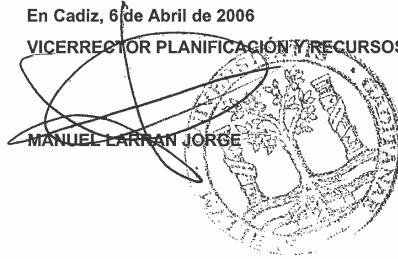 En Cadiz, 6 de Abril de 2006
VICERRECTOR PLANIFICACIÓN Y RECURSOS
MANUEL LARRAN JORGE